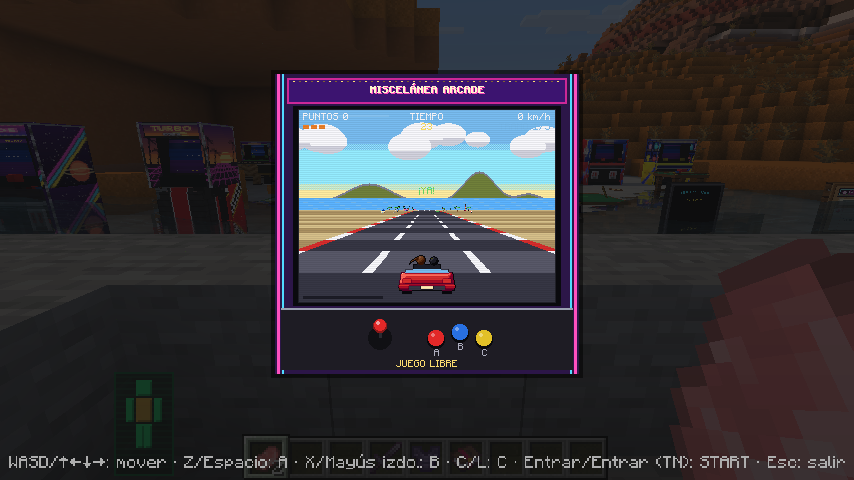 MISCELÁNEA ARCADE
PUNTOS 0 TIEMPO 0 km/h
¡YA!
TURBO
A B C
JUEGO LIBRE
WASD/↑←↓→: mover · Z/Espacio: A · X/Mayús izdo.: B · C/L: C · Entrar/Entrar (TN): START · Esc: salir